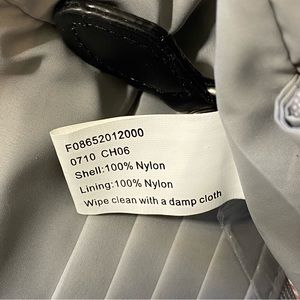 F08652012000
0710 CH06
Shell:100% Nylon
Lining:100% Nylon
Wipe clean with a damp cloth